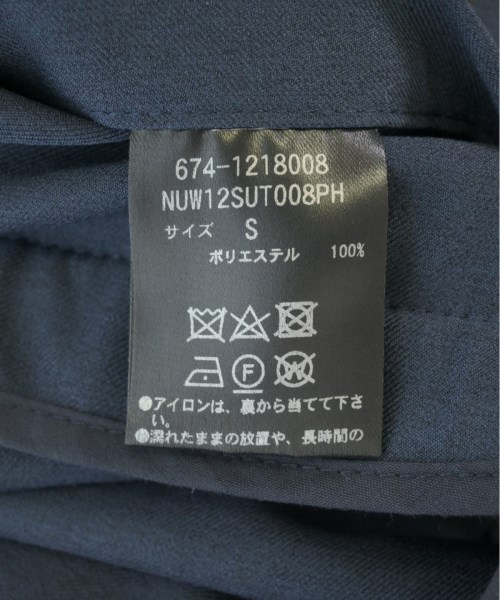 674-1218008
NUW12SUT008PH
サイズ S
ポリエステル 100%
F
W
●アイロンは、裏から当てて下さ
い。
●濡れたままの放置や、長時間の